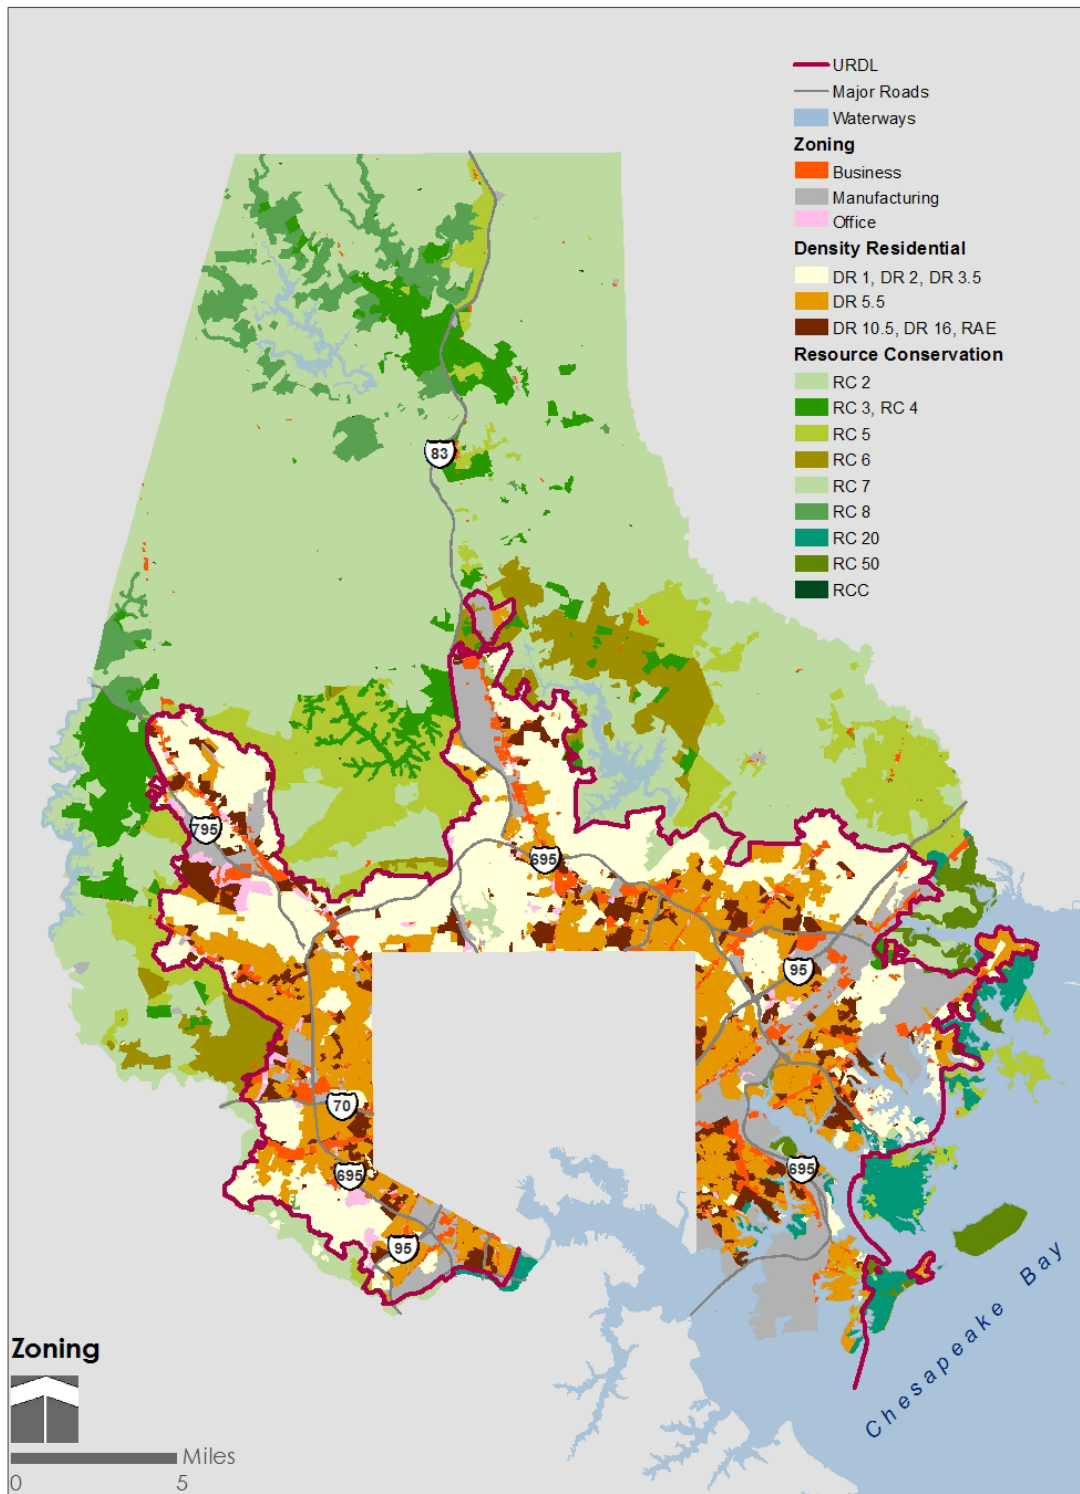 URDL
Major Roads
Waterways
Zoning
Business
Manufacturing
Office
Density Residential
DR 1, DR 2, DR 3.5
DR 5.5
DR 10.5, DR 16, RAE
Resource Conservation
RC 2
RC 3, RC 4
RC 5
RC 6
RC 7
RC 8
RC 20
RC 50
RCC
83
795
695
95
70
695
695
95
Chesapeake Bay
Zoning
Miles
0 5